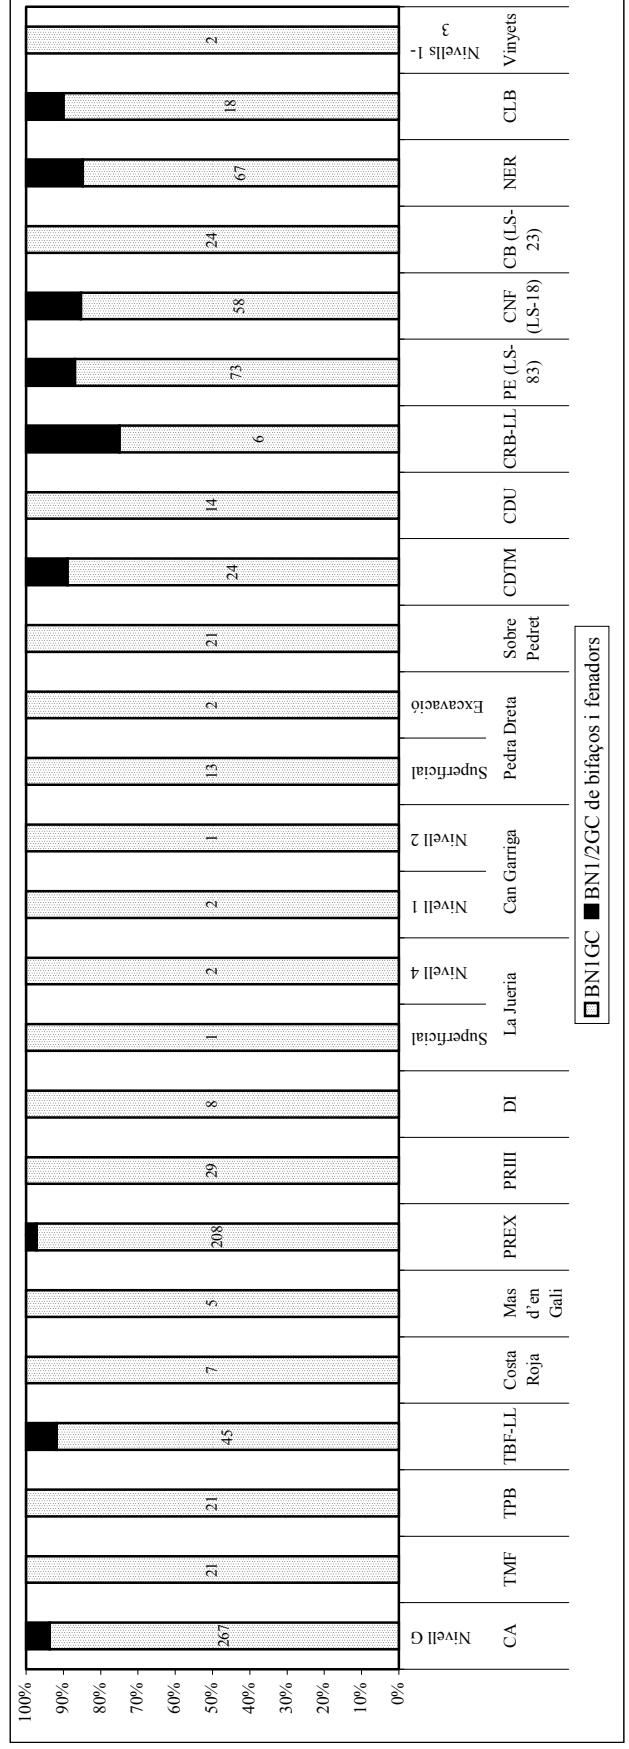 100%
90%
80%
70%
60%
50%
40%
30%
20%
10%
0%
267
21
21
45
7
5
208
29
8
1
2
2
1
13
2
21
24
14
6
73
58
24
67
18
2
Nivell G
Superficial
Nivell 4
Nivell 1
Nivell 2
Superficial
Excavació
Nivells 1-
3
CA
TMF
TPB
TBF-LL
Costa
Roja
Mas
d'en
Gali
PREX
PRIII
DI
La Jueria
Can Garriga
Pedra Dreta
Sobre
Pedret
CDTM
CDU
CRB-LL
PE (LS-
83)
CNF
(LS-18)
CB (LS-
23)
NER
CLB
Vinyets
BN1GC
BN1/2GC de bifaços i fenadors